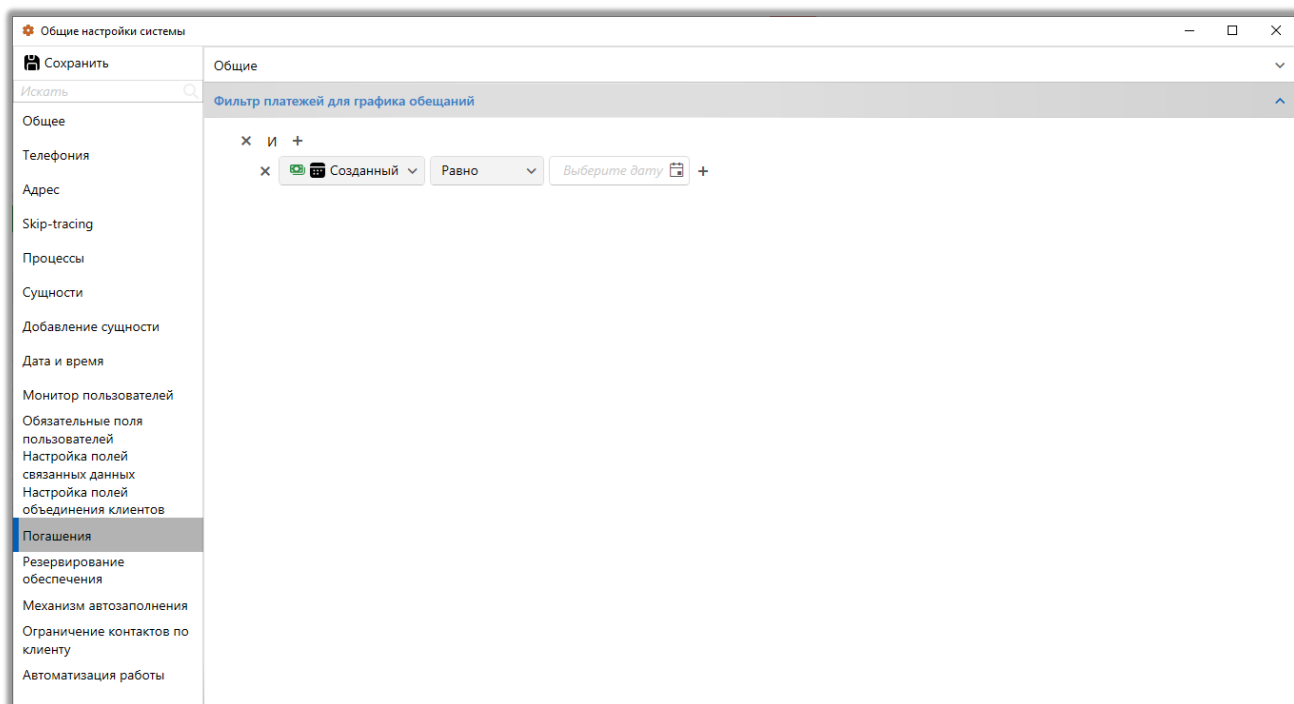 Общие настройки системы
Сохранить
Искать
Общее
Телефония
Адрес
Skip-tracing
Процессы
Сущности
Добавление сущности
Дата и время
Монитор пользователей
Обязательные поля
пользователей
Настройка полей
связанных данных
Настройка полей
объединения клиентов
Погашения
Резервирование
обеспечения
Механизм автозаполнения
Ограничение контактов по
клиенту
Автоматизация работы
Общие
Фильтр платежей для графика обещаний
И
Созданный Равно Выберите дату